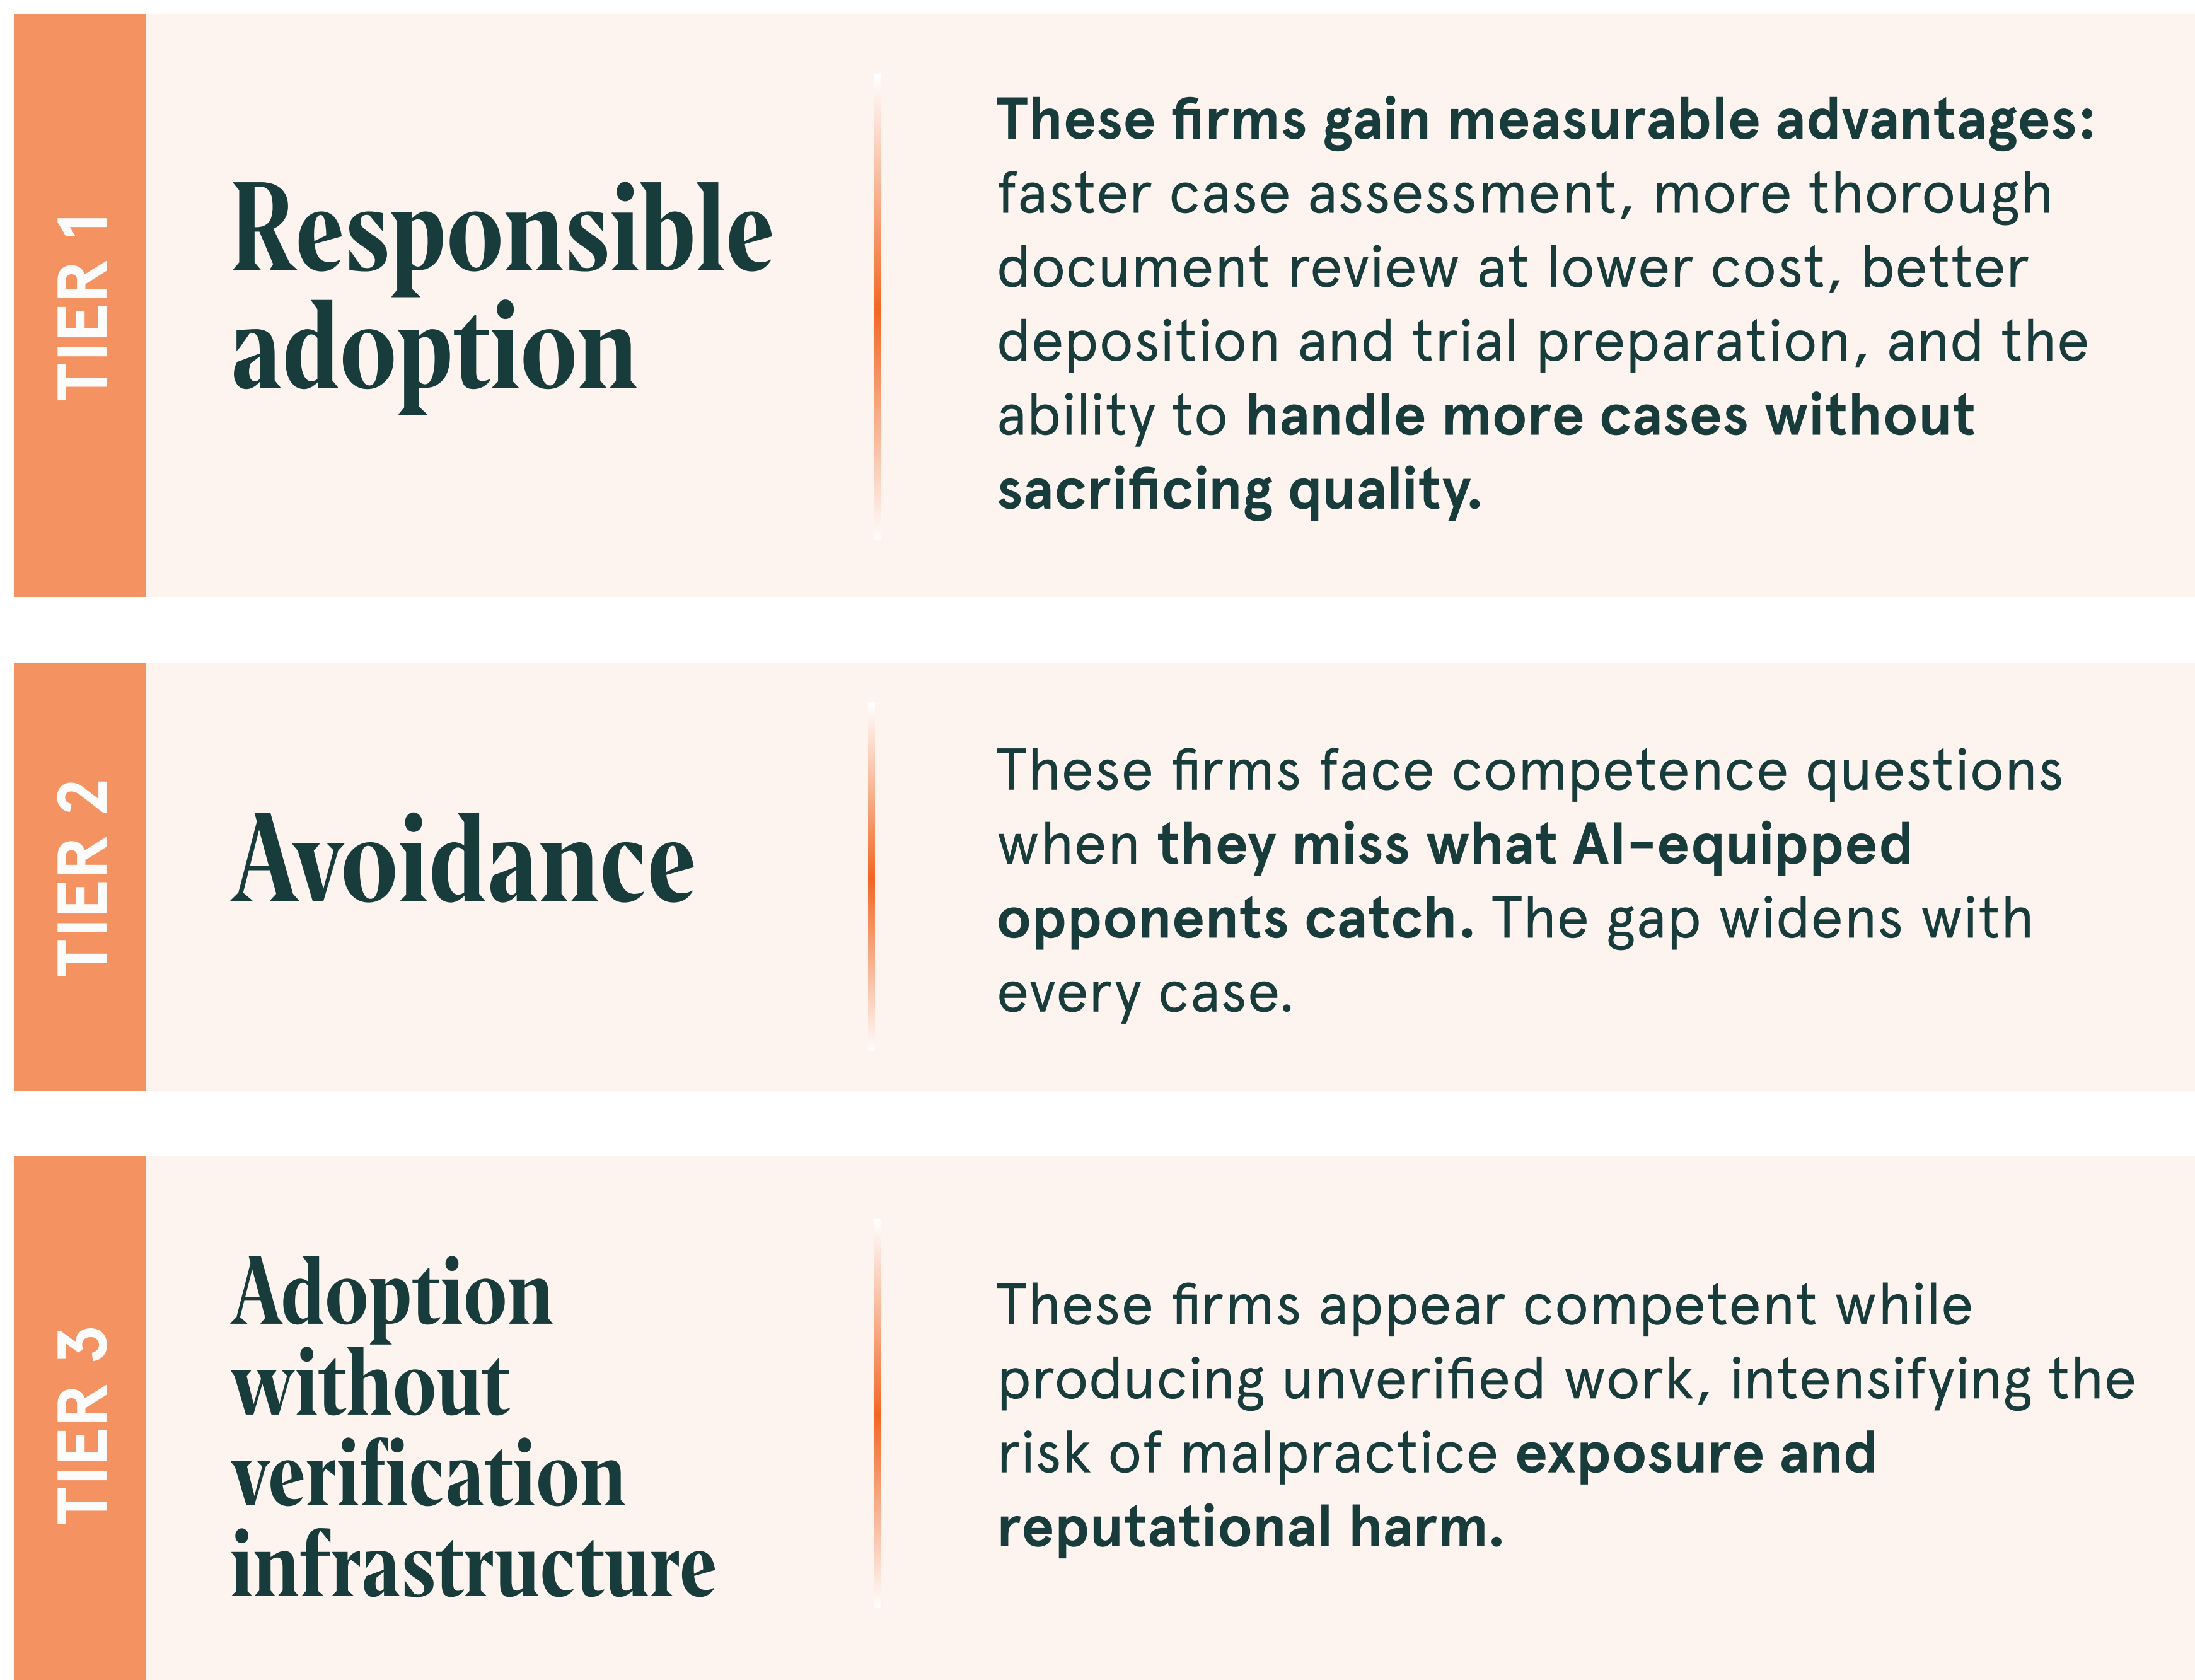 TIER 1
Responsible
adoption
These firms gain measurable advantages:
faster case assessment, more thorough
document review at lower cost, better
deposition and trial preparation, and the
ability to handle more cases without
sacrificing quality.
TIER 2
Avoidance
These firms face competence questions
when they miss what AI-equipped
opponents catch. The gap widens with
every case.
TIER 3
Adoption
without
verification
infrastructure
These firms appear competent while
producing unverified work, intensifying the
risk of malpractice exposure and
reputational harm.